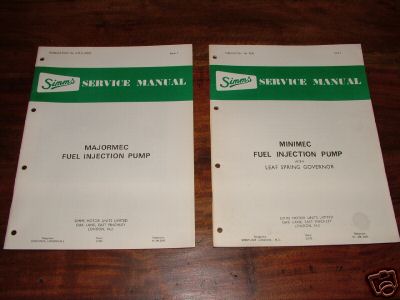 Simms SERVICE MANUAL
MAJORMEC
FUEL INJECTION PUMP
SIMMS MOTOR UNITS LIMITED
OAK LANE, EAST FINCHLEY
LONDON, N.2
Simms SERVICE MANUAL
MINIMEC
FUEL INJECTION PUMP
WITH
LEAF SPRING GOVERNOR
SIMMS MOTOR UNITS LIMITED
OAK LANE, EAST FINCHLEY
LONDON, N.2